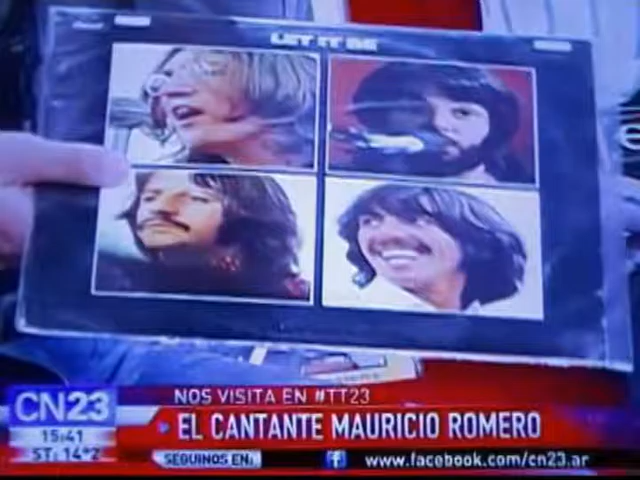 LET IT BE
NOS VISITA EN #TT23
EL CANTANTE MAURICIO ROMERO
CN23
15:41
ST: 14°2
SEGUINOS EN:
www.facebook.com/cn23.ar